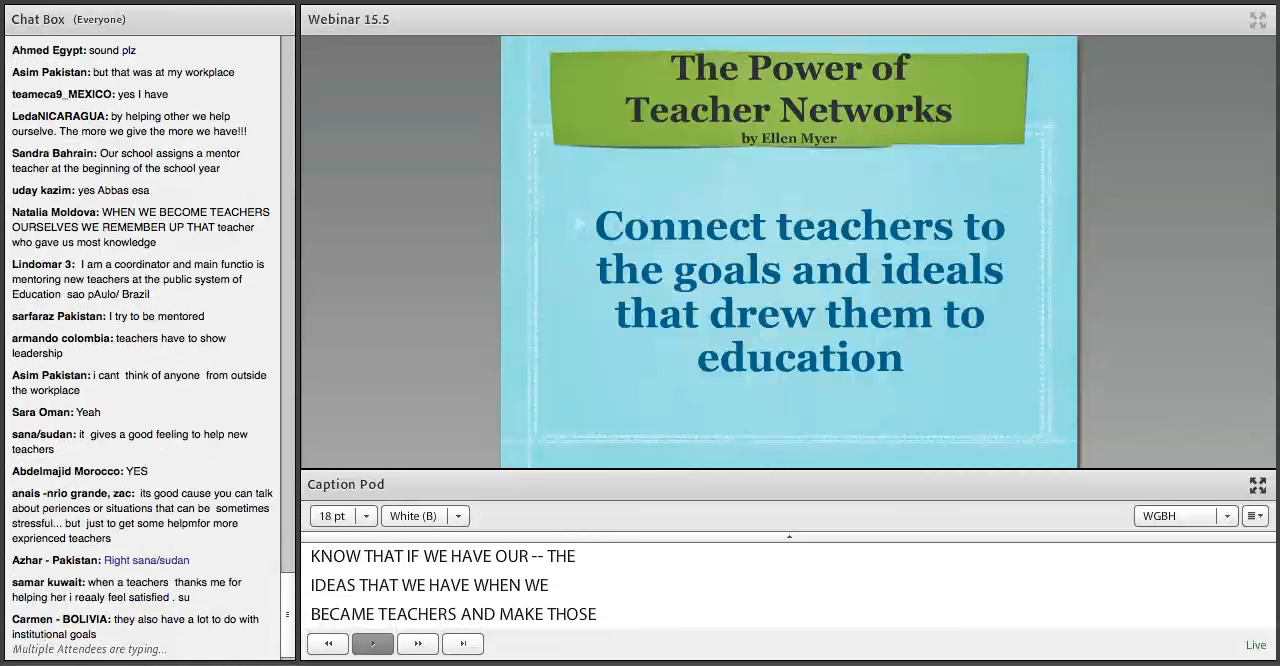 Chat Box (Everyone)
Ahmed Egypt: sound plz
Asim Pakistan: but that was at my workplace
teameca9_MEXICO: yes I have
LedaNICARAGUA: by helping other we help
ourselve. The more we give the more we have!!!
Sandra Bahrain: Our school assigns a mentor
teacher at the beginning of the school year
uday kazim: yes Abbas esa
Natalia Moldova: WHEN WE BECOME TEACHERS
OURSELVES WE REMEMBER UP THAT teacher
who gave us most knowledge
Lindomar 3: I am a coordinator and main functio is
mentoring new teachers at the public system of
Education sao pAulo/ Brazil
sarfaraz Pakistan: I try to be mentored
armando colombia: teachers have to show
leadership
Asim Pakistan: i cant think of anyone from outside
the workplace
Sara Oman: Yeah
sana/sudan: it gives a good feeling to help new
teachers
Abdelmajid Morocco: YES
anais -nrio grande, zac: its good cause you can talk
about periences or situations that can be sometimes
stressful... but just to get some helpmfor more
exprienced teachers
Azhar - Pakistan: Right sana/sudan
samar kuwait: when a teachers thanks me for
helping her i reaaly feel satisfied . su
Carmen - BOLIVIA: they also have a lot to do with
institutional goals
Multiple Attendees are typing...
Webinar 15.5
The Power of
Teacher Networks
by Ellen Myer
Connect teachers to
the goals and ideals
that drew them to
education
Caption Pod
18 pt
White (B)
WGBH
KNOW THAT IF WE HAVE OUR -- THE
IDEAS THAT WE HAVE WHEN WE
BECAME TEACHERS AND MAKE THOSE
Live